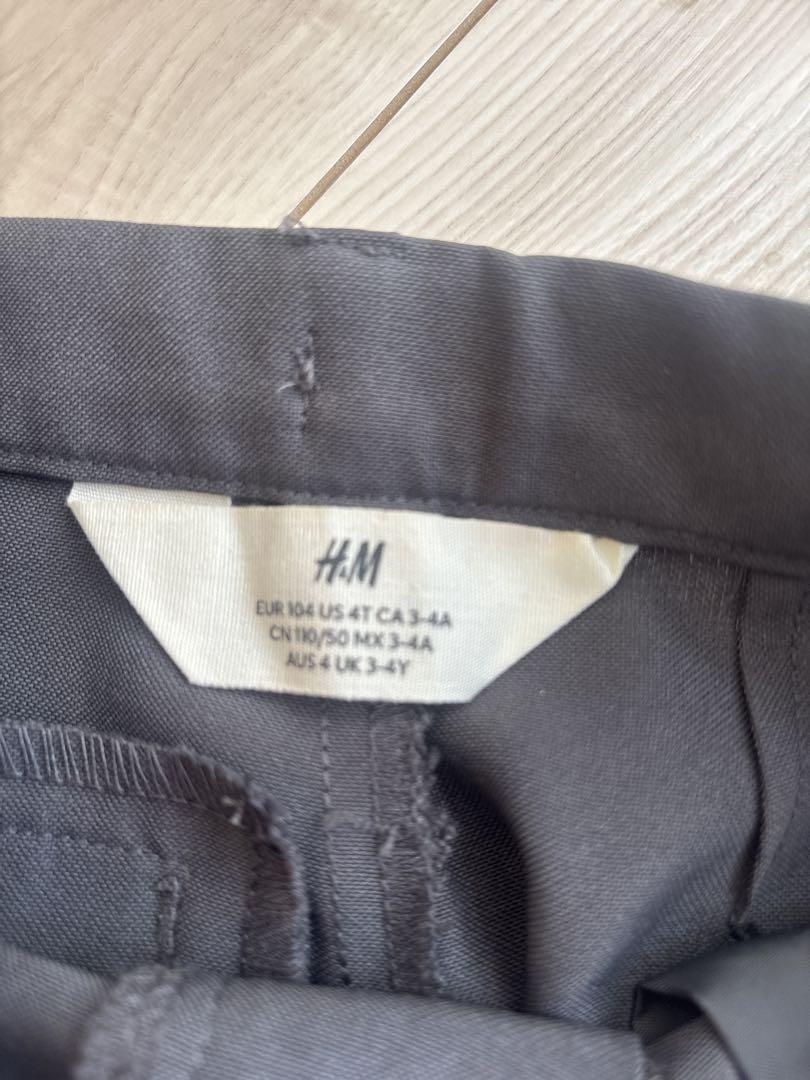 H&M
EUR 104 US 4T CA 3-4A
CN 110/50 MX 3-4A
AUS 4 UK 3-4Y